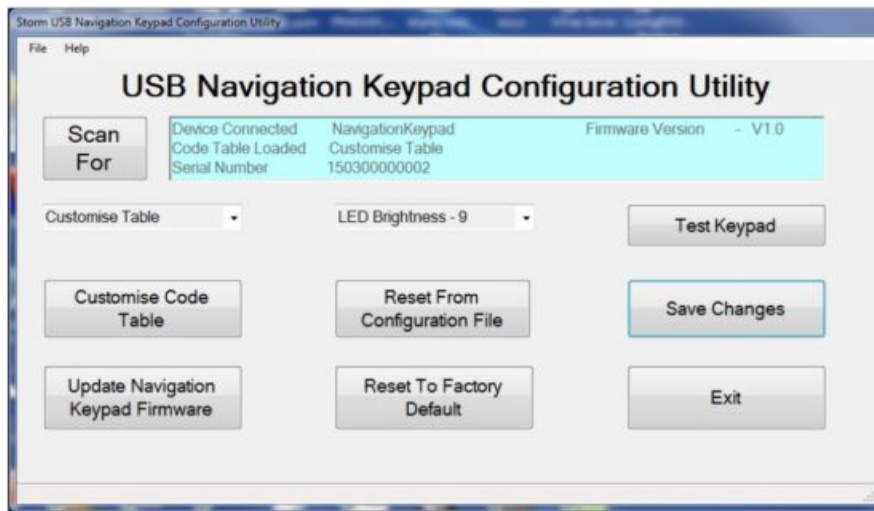 Storm USB Navigation Keypad Configuration Utility
File Help
USB Navigation Keypad Configuration Utility
Scan
For
Device Connected NavigationKeypad Firmware Version - V1.0
Code Table Loaded Customise Table
Serial Number 150300000002
Customise Table
LED Brightness - 9
Test Keypad
Customise Code
Table
Reset From
Configuration File
Save Changes
Update Navigation
Keypad Firmware
Reset To Factory
Default
Exit